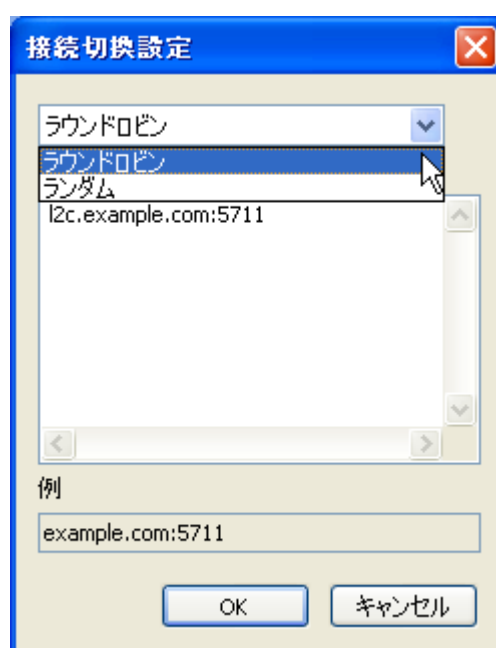 接続切換設定
ラウンドロビン
ラウンドロビン
ランダム
l2c.example.com:5711
例
example.com:5711
OK
キャンセル